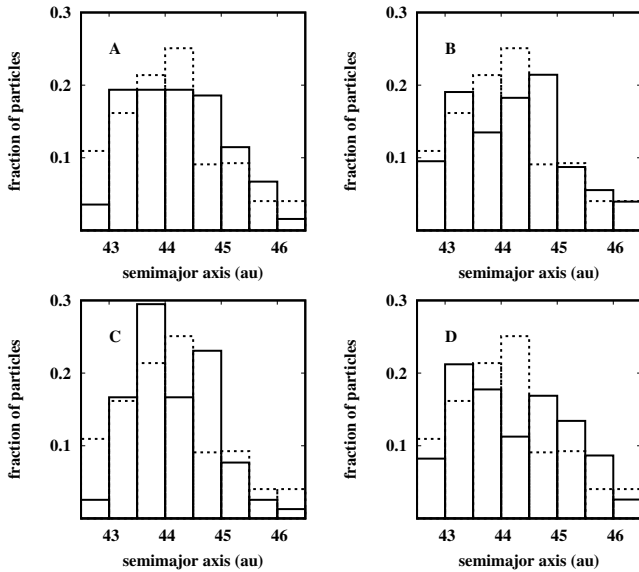 0.3
A
0.2
0.1
fraction of particles
43 44 45 46
semimajor axis (au)
0.3
B
0.2
0.1
fraction of particles
43 44 45 46
semimajor axis (au)
0.3
C
0.2
0.1
fraction of particles
43 44 45 46
semimajor axis (au)
0.3
D
0.2
0.1
fraction of particles
43 44 45 46
semimajor axis (au)